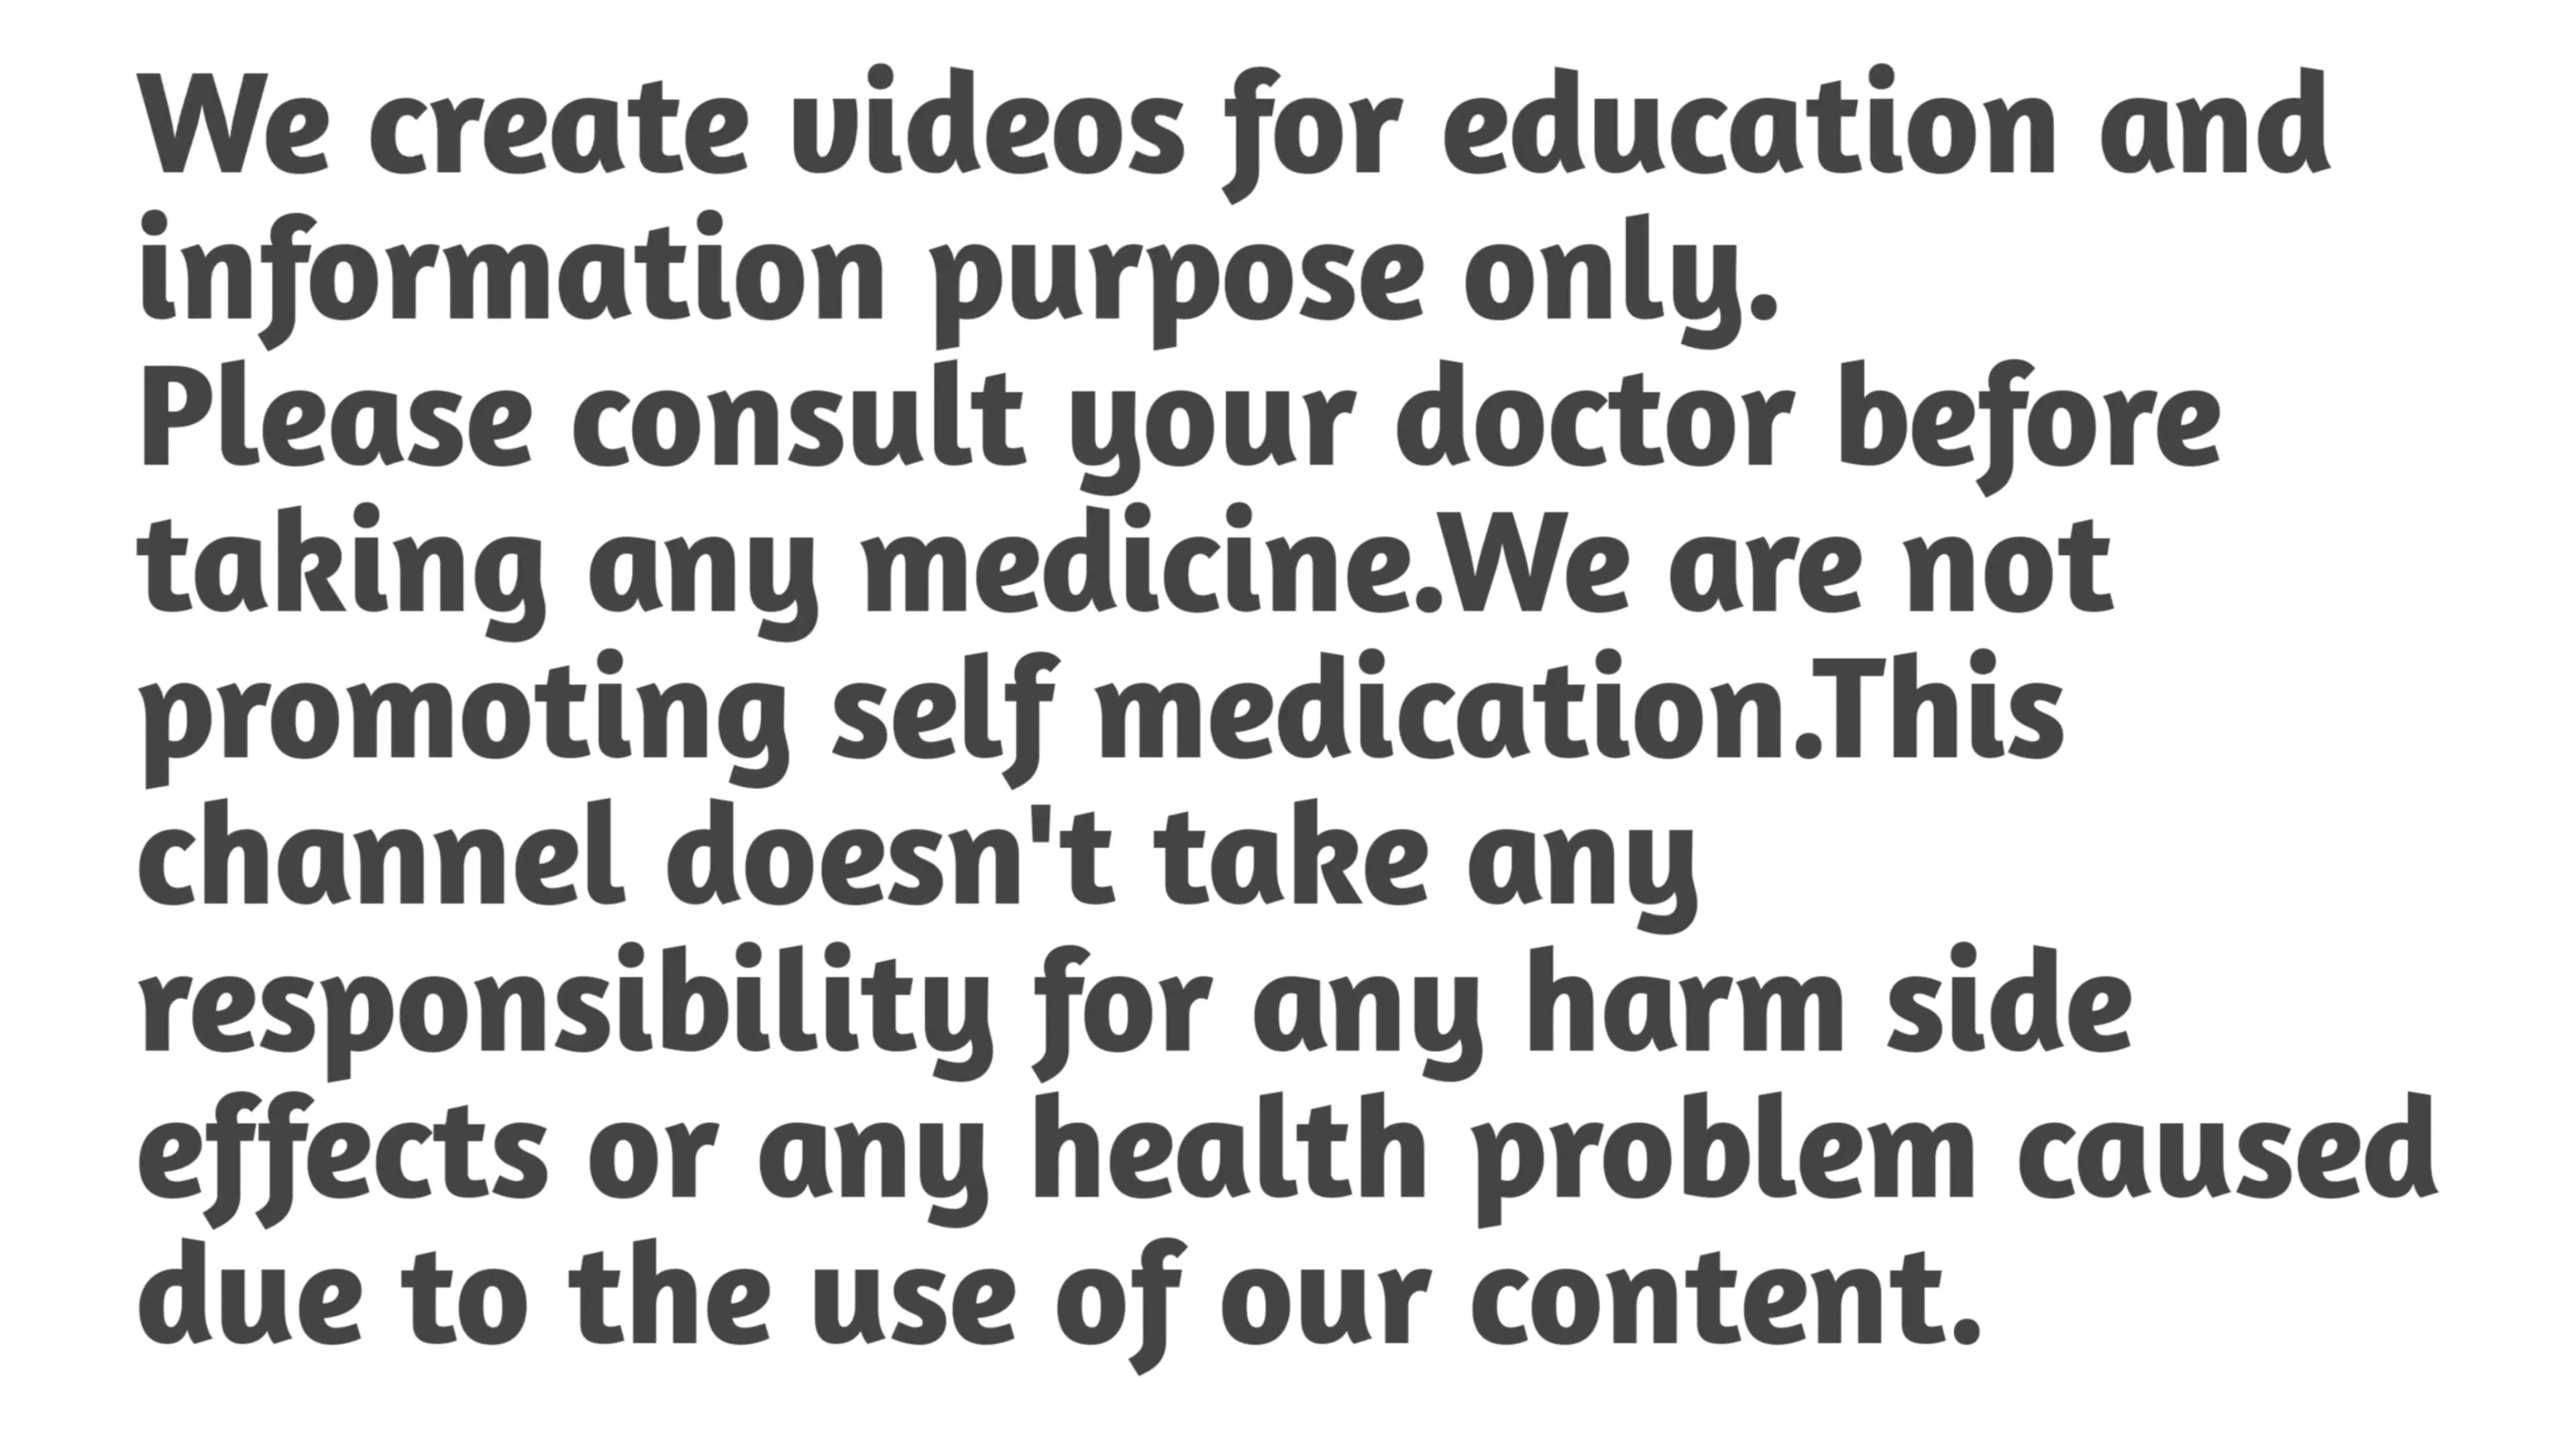 We create videos for education and
information purpose only.
Please consult your doctor before
taking any medicine.We are not
promoting self medication.This
channel doesn't take any
responsibility for any harm side
effects or any health problem caused
due to the use of our content.